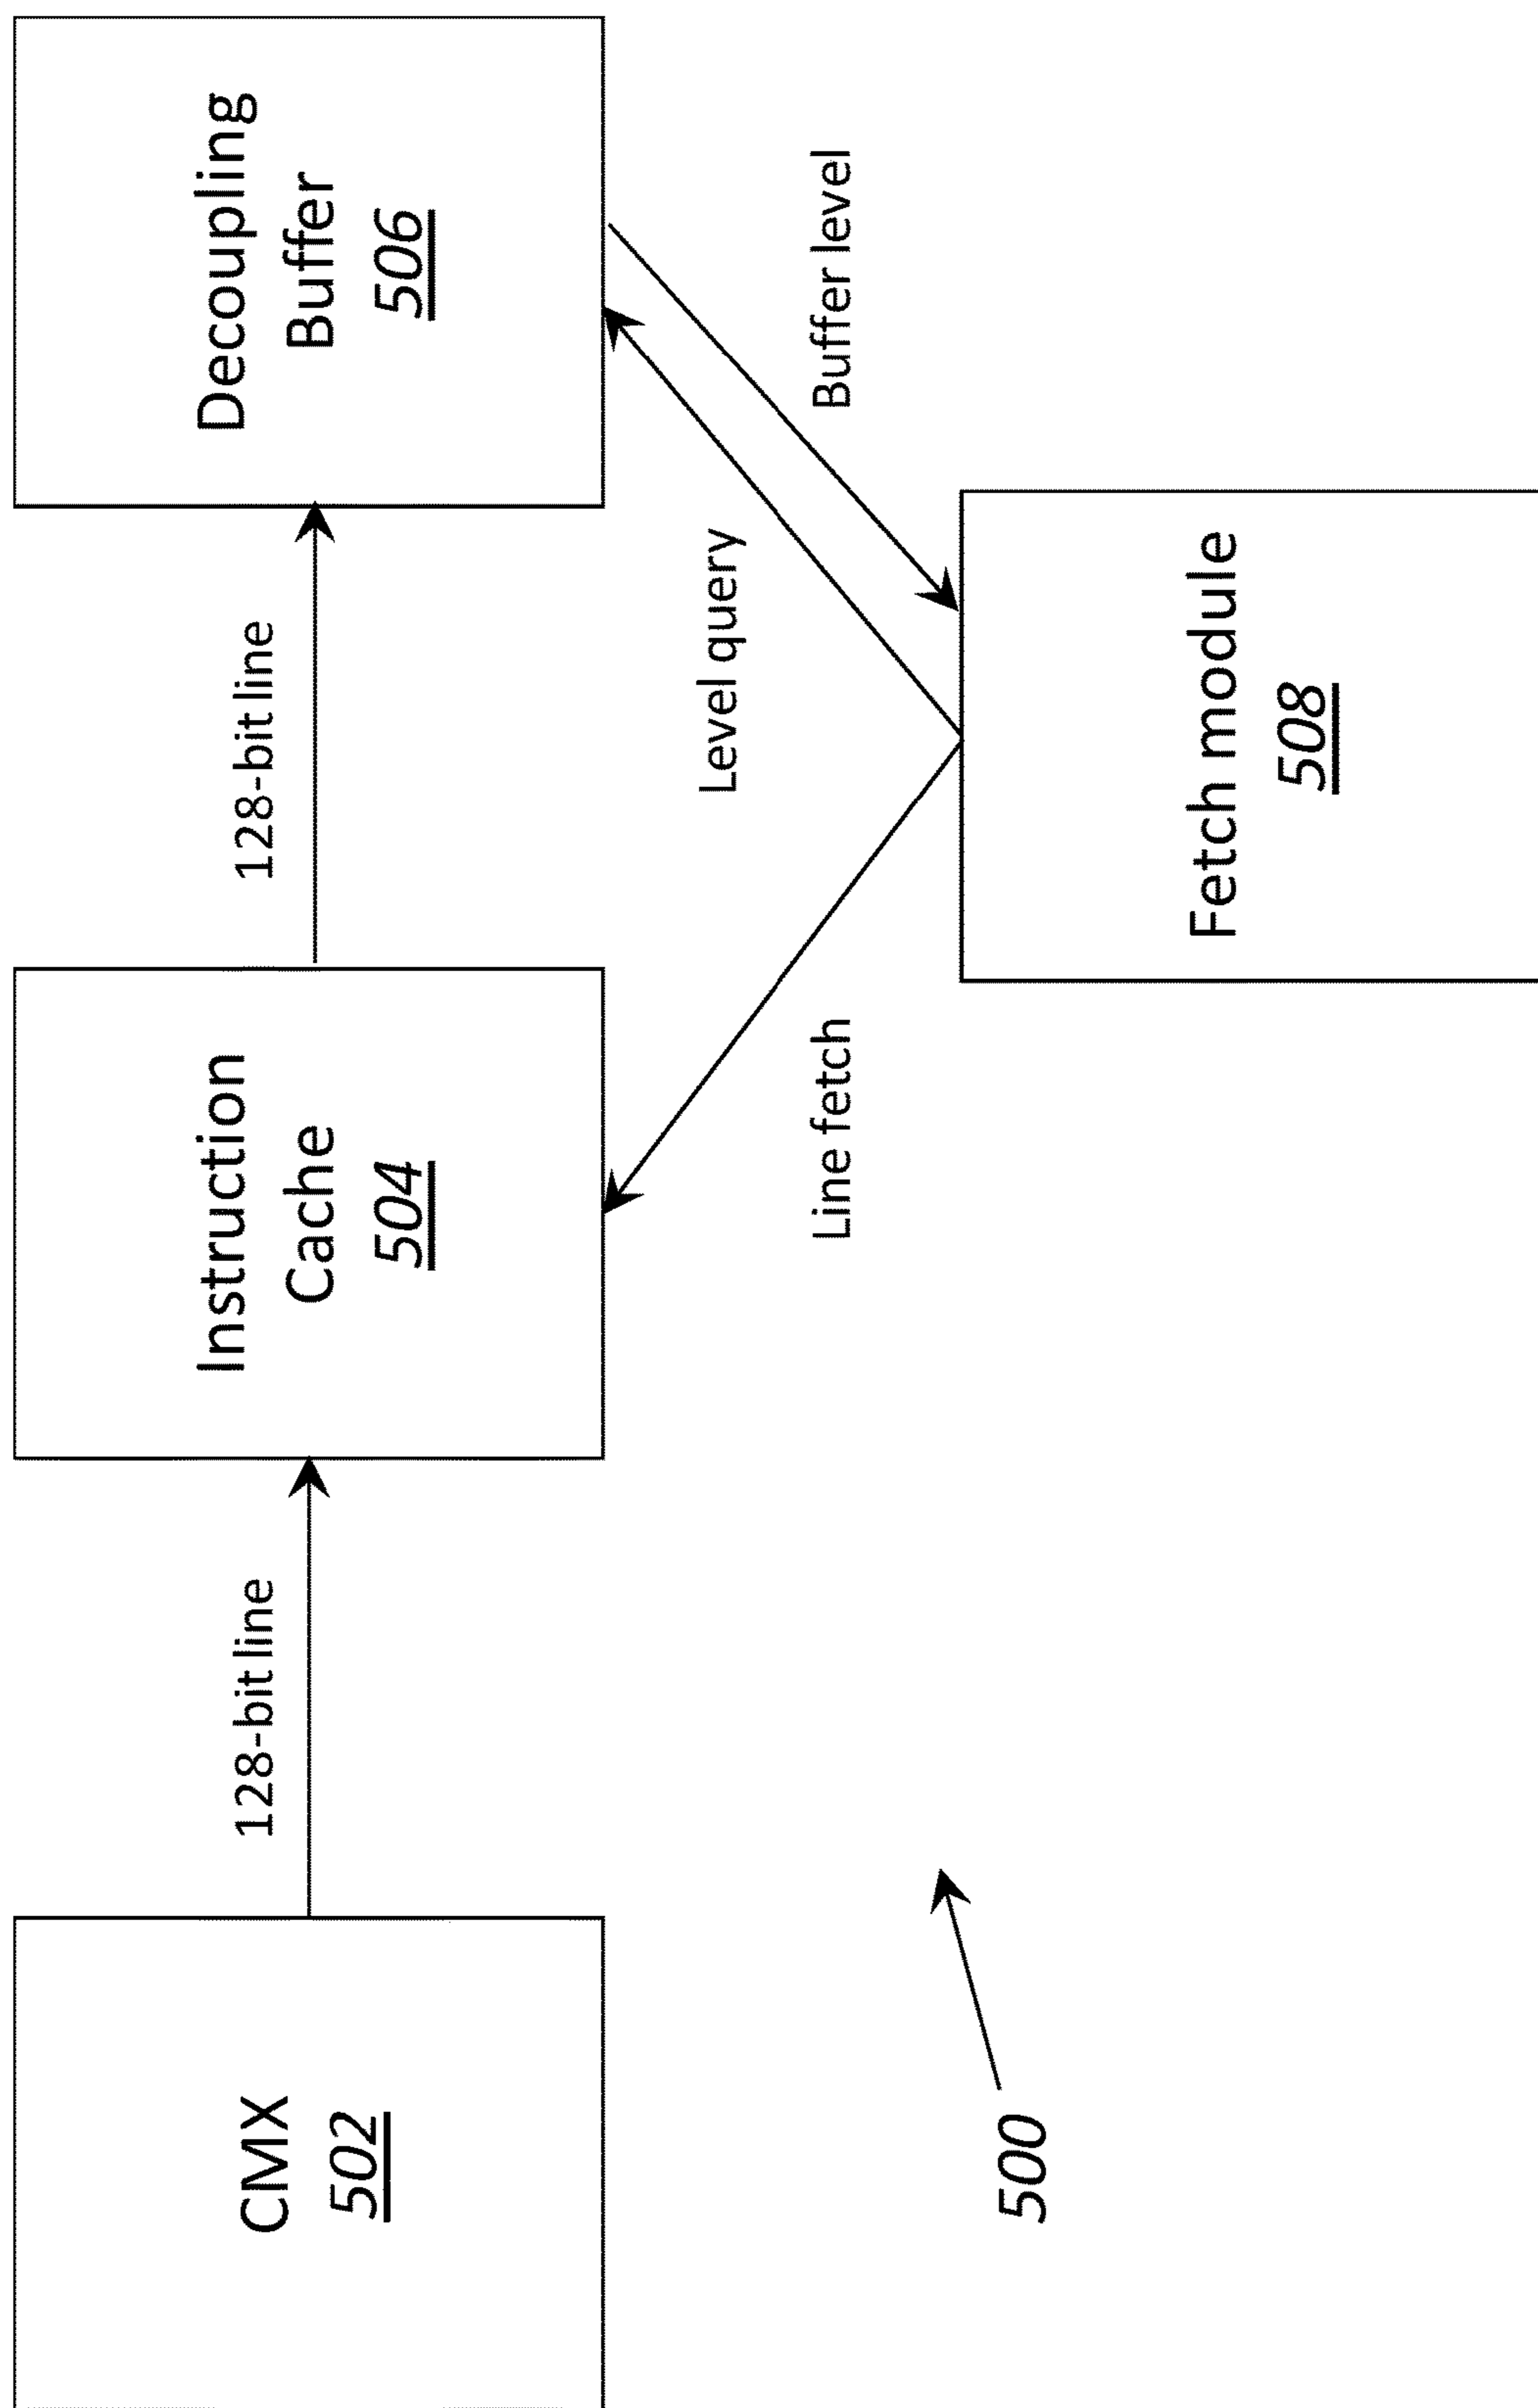 CMX
502
128-bit line
Instruction
Cache
504
128-bit line
Decoupling
Buffer
506
Line fetch
Level query
Buffer level
Fetch module
508
500